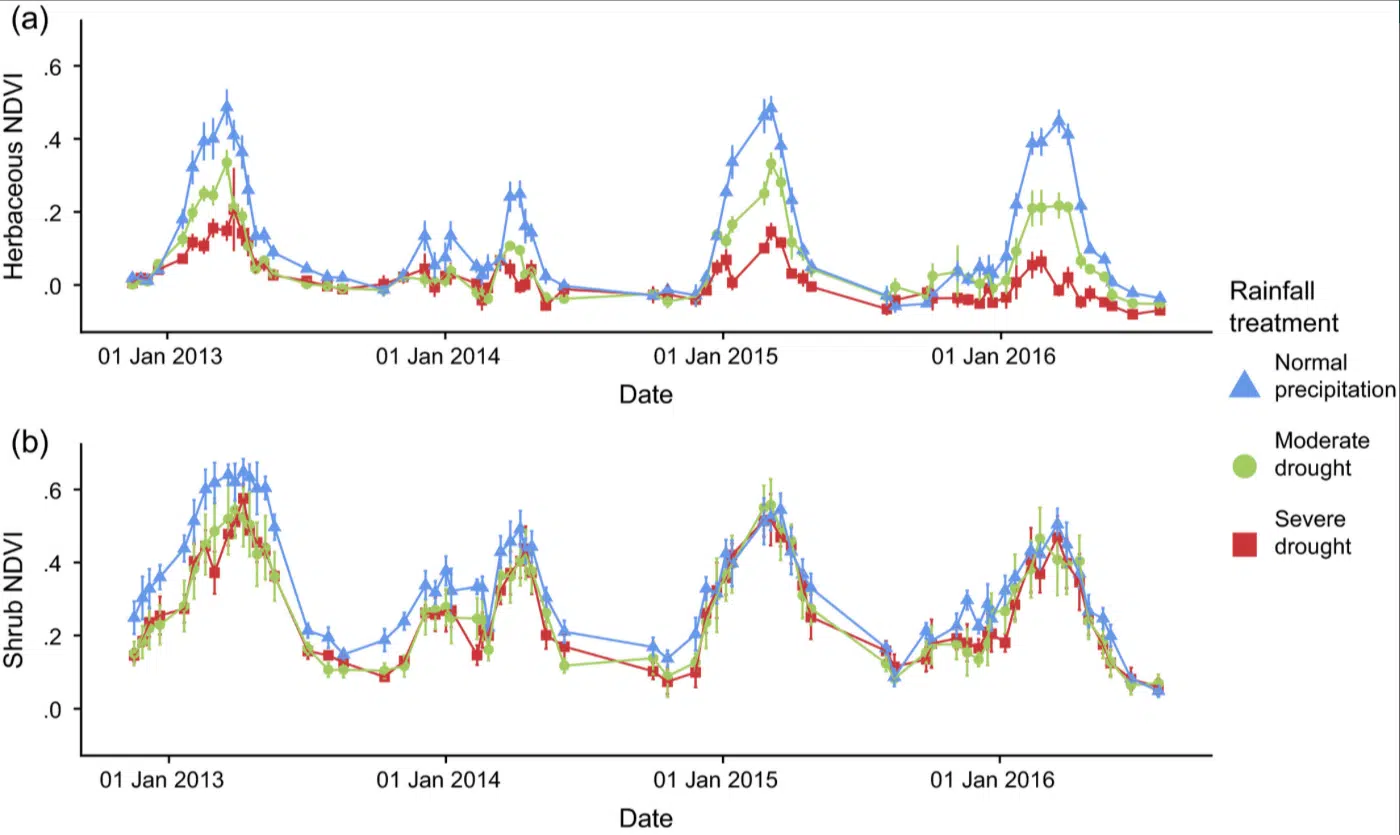 (a)
Herbaceous NDVI
.6
.4
.2
.0
01 Jan 2013
01 Jan 2014
01 Jan 2015
01 Jan 2016
Date
Rainfall
treatment
Normal
precipitation
Moderate
drought
Severe
drought
(b)
Shrub NDVI
.6
.4
.2
.0
01 Jan 2013
01 Jan 2014
01 Jan 2015
01 Jan 2016
Date